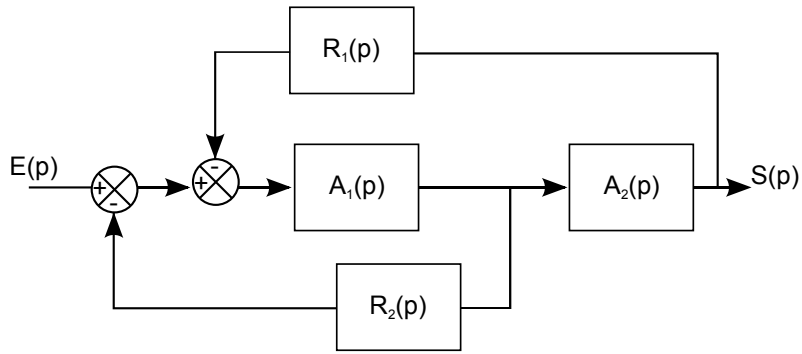 R₁(p)
E(p)
+
-
+
-
A₁(p)
A₂(p)
S(p)
R₂(p)